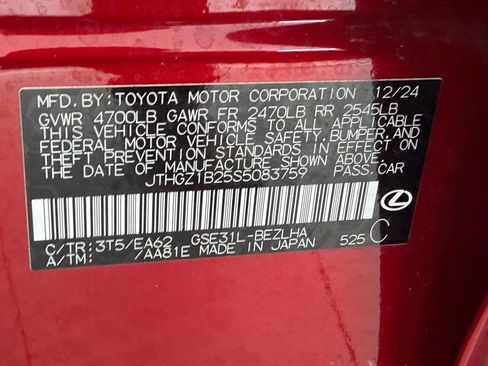 MFD. BY: TOYOTA MOTOR CORPORATION 12/24
GVWR 4700LB GAWR FR 2470LB RR 2545LB
THIS VEHICLE CONFORMS TO ALL APPLICABLE
FEDERAL MOTOR VEHICLE SAFETY, BUMPER, AND
THEFT PREVENTION STANDARDS IN EFFECT ON
THE DATE OF MANUFACTURE SHOWN ABOVE.
JTHGZ1B25S5083759 PASS.CAR
C/TR: 3T5/EA62 GSE31L-BEZLHA
A/TM: /AA81E MADE IN JAPAN 525 C